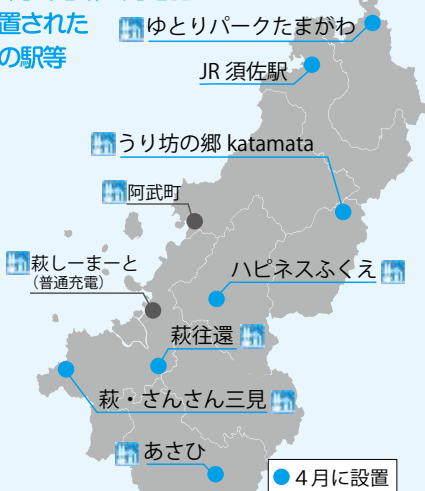 置された
の駅等
ゆとりパークたまがわ
JR 須佐駅
うり坊の郷 katamata
阿武町
萩しーまーと
（普通充電）
ハピネスふくえ
萩往還
萩・さんさん三見
あさひ
４月に設置